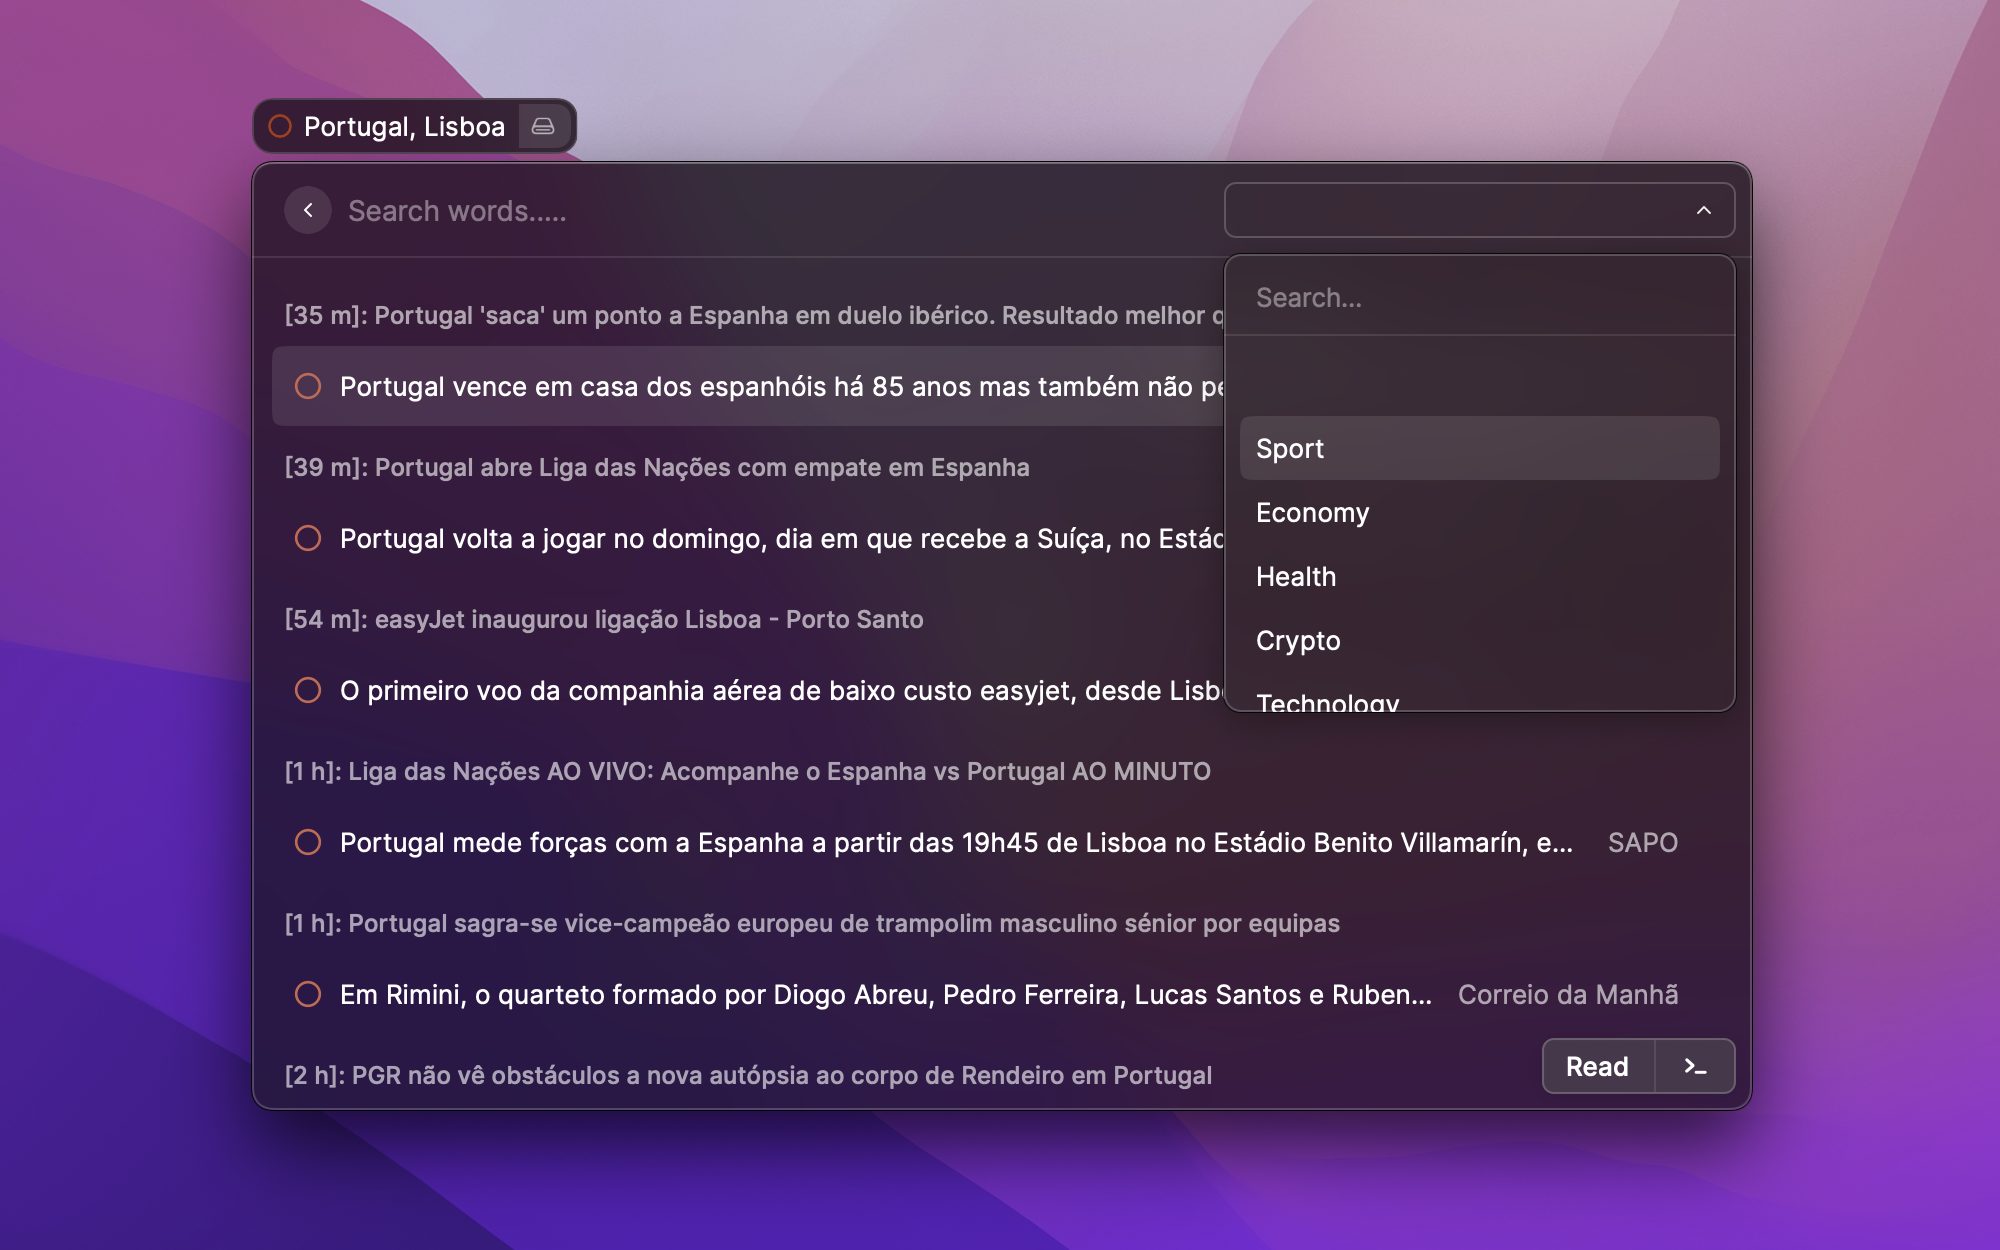 Portugal, Lisboa
Search words.....
Search...
Sport
Economy
Health
Crypto
Technology
[35 m]: Portugal 'saca' um ponto a Espanha em duelo ibérico. Resultado melhor
Portugal vence em casa dos espanhóis há 85 anos mas também não
[39 m]: Portugal abre Liga das Nações com empate em Espanha
Portugal volta a jogar no domingo, dia em que recebe a Suíça, no
[54 m]: easyJet inaugurou ligação Lisboa - Porto Santo
O primeiro voo da companhia aérea de baixo custo easyjet, desde
[1 h]: Liga das Nações AO VIVO: Acompanhe o Espanha vs Portugal AO MINUTO
Portugal mede forças com a Espanha a partir das 19h45 de Lisboa no Estádio Benito Villamarín, e... SAPO
[1 h]: Portugal sagra-se vice-campeão europeu de trampolim masculino sénior por equipas
Em Rimini, o quarteto formado por Diogo Abreu, Pedro Ferreira, Lucas Santos e Ruben... Correio da Manhã
[2 h]: PGR não vê obstáculos a nova autópsia ao corpo de Rendeiro em Portugal
Read